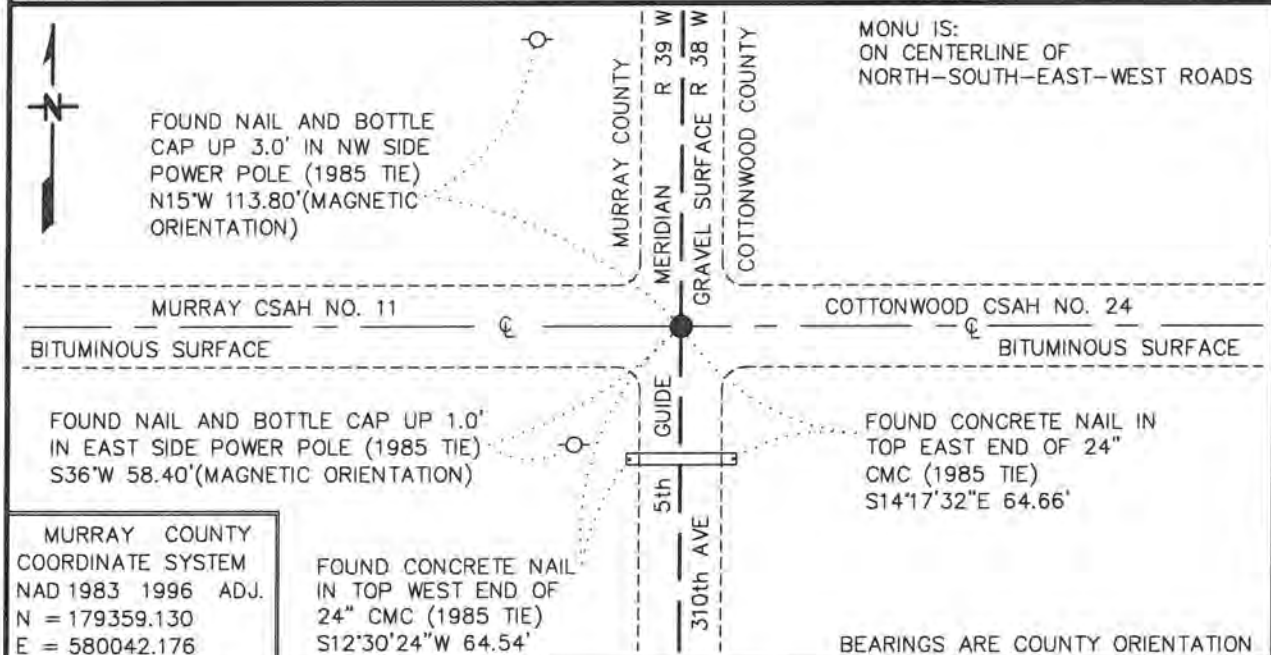 N
FOUND NAIL AND BOTTLE
CAP UP 3.0' IN NW SIDE
POWER POLE (1985 TIE)
N15°W 113.80'(MAGNETIC
ORIENTATION)
MURRAY COUNTY
MERIDIAN R 39 W
GRAVEL SURFACE R 38 W
COTTONWOOD COUNTY
MONU IS:
ON CENTERLINE OF
NORTH-SOUTH-EAST-WEST ROADS
MURRAY CSAH NO. 11
℄
BITUMINOUS SURFACE
COTTONWOOD CSAH NO. 24
℄
BITUMINOUS SURFACE
FOUND NAIL AND BOTTLE CAP UP 1.0'
IN EAST SIDE POWER POLE (1985 TIE)
S36°W 58.40'(MAGNETIC ORIENTATION)
5th GUIDE
310th AVE
FOUND CONCRETE NAIL IN
TOP EAST END OF 24"
CMC (1985 TIE)
S14°17'32"E 64.66'
MURRAY COUNTY
COORDINATE SYSTEM
NAD 1983 1996 ADJ.
N = 179359.130
E = 580042.176
FOUND CONCRETE NAIL
IN TOP WEST END OF
24" CMC (1985 TIE)
S12°30'24"W 64.54'
BEARINGS ARE COUNTY ORIENTATION